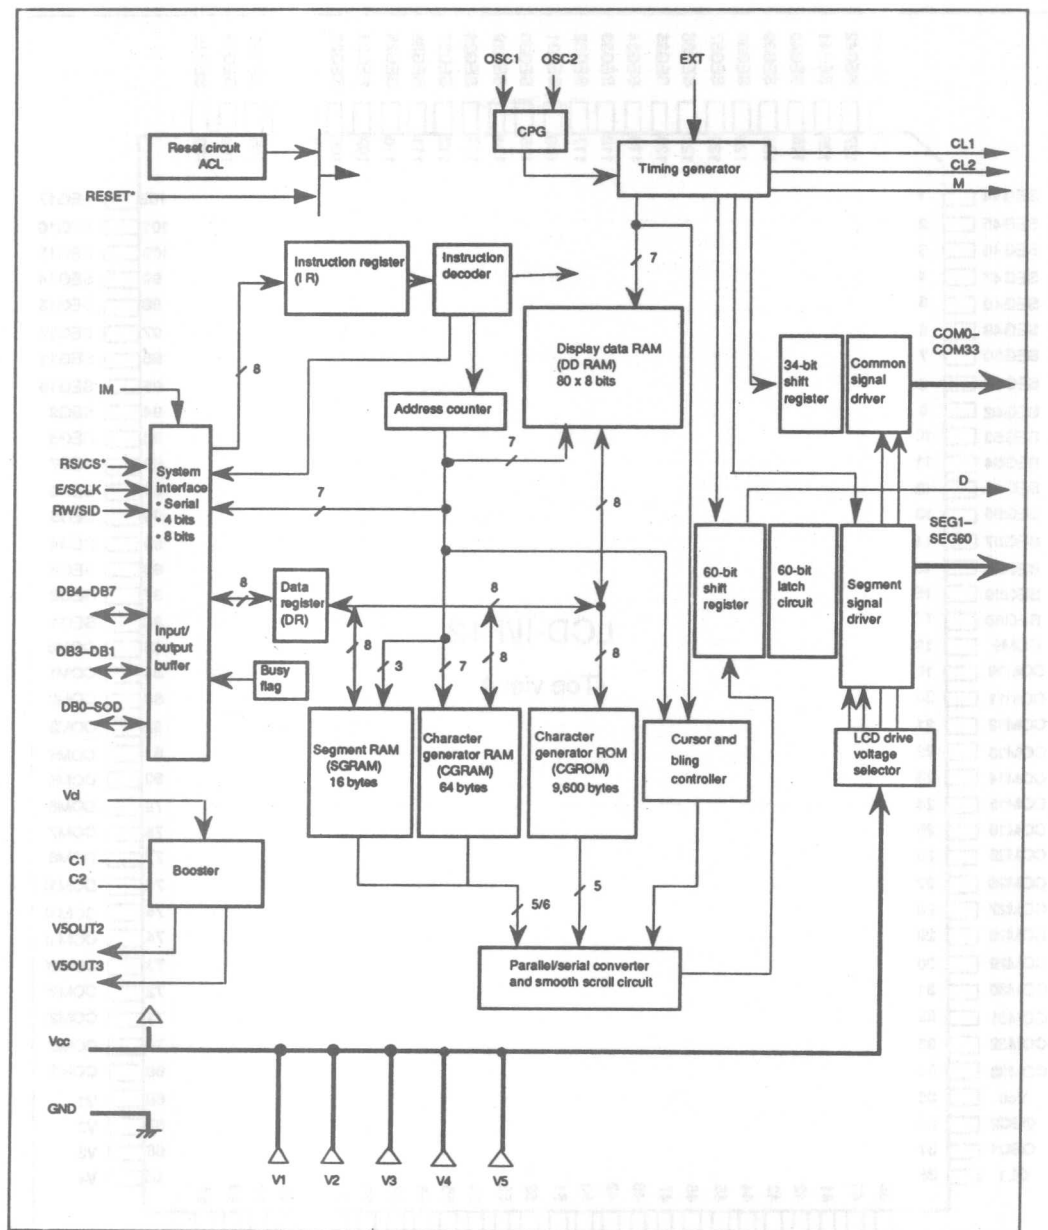 OSC1 OSC2 EXT
CPG
Reset circuit
ACL
RESET*
Timing generator
CL1
CL2
M
Instruction register
(I R)
Instruction
decoder
7
8
Display data RAM
(DD RAM)
80 x 8 bits
34-bit
shift
register
Common
signal
driver
COM0–
COM33
IM
Address counter
7
RS/CS*
E/SCLK
RW/SID
System
interface
• Serial
• 4 bits
• 8 bits
7
8
D
SEG1–
SEG60
60-bit
shift
register
60-bit
latch
circuit
Segment
signal
driver
DB4–DB7
DB3–DB1
DB0–SOD
Input/
output
buffer
8
Data
register
(DR)
8
Busy
flag
8
3
7
8
8
Segment RAM
(SGRAM)
16 bytes
Character
generator RAM
(CGRAM)
64 bytes
Character
generator ROM
(CGROM)
9,600 bytes
Cursor and
bling
controller
LCD drive
voltage
selector
Vci
C1
C2
Booster
V5OUT2
V5OUT3
5/6
5
Parallel/serial converter
and smooth scroll circuit
Vcc
GND
V1 V2 V3 V4 V5